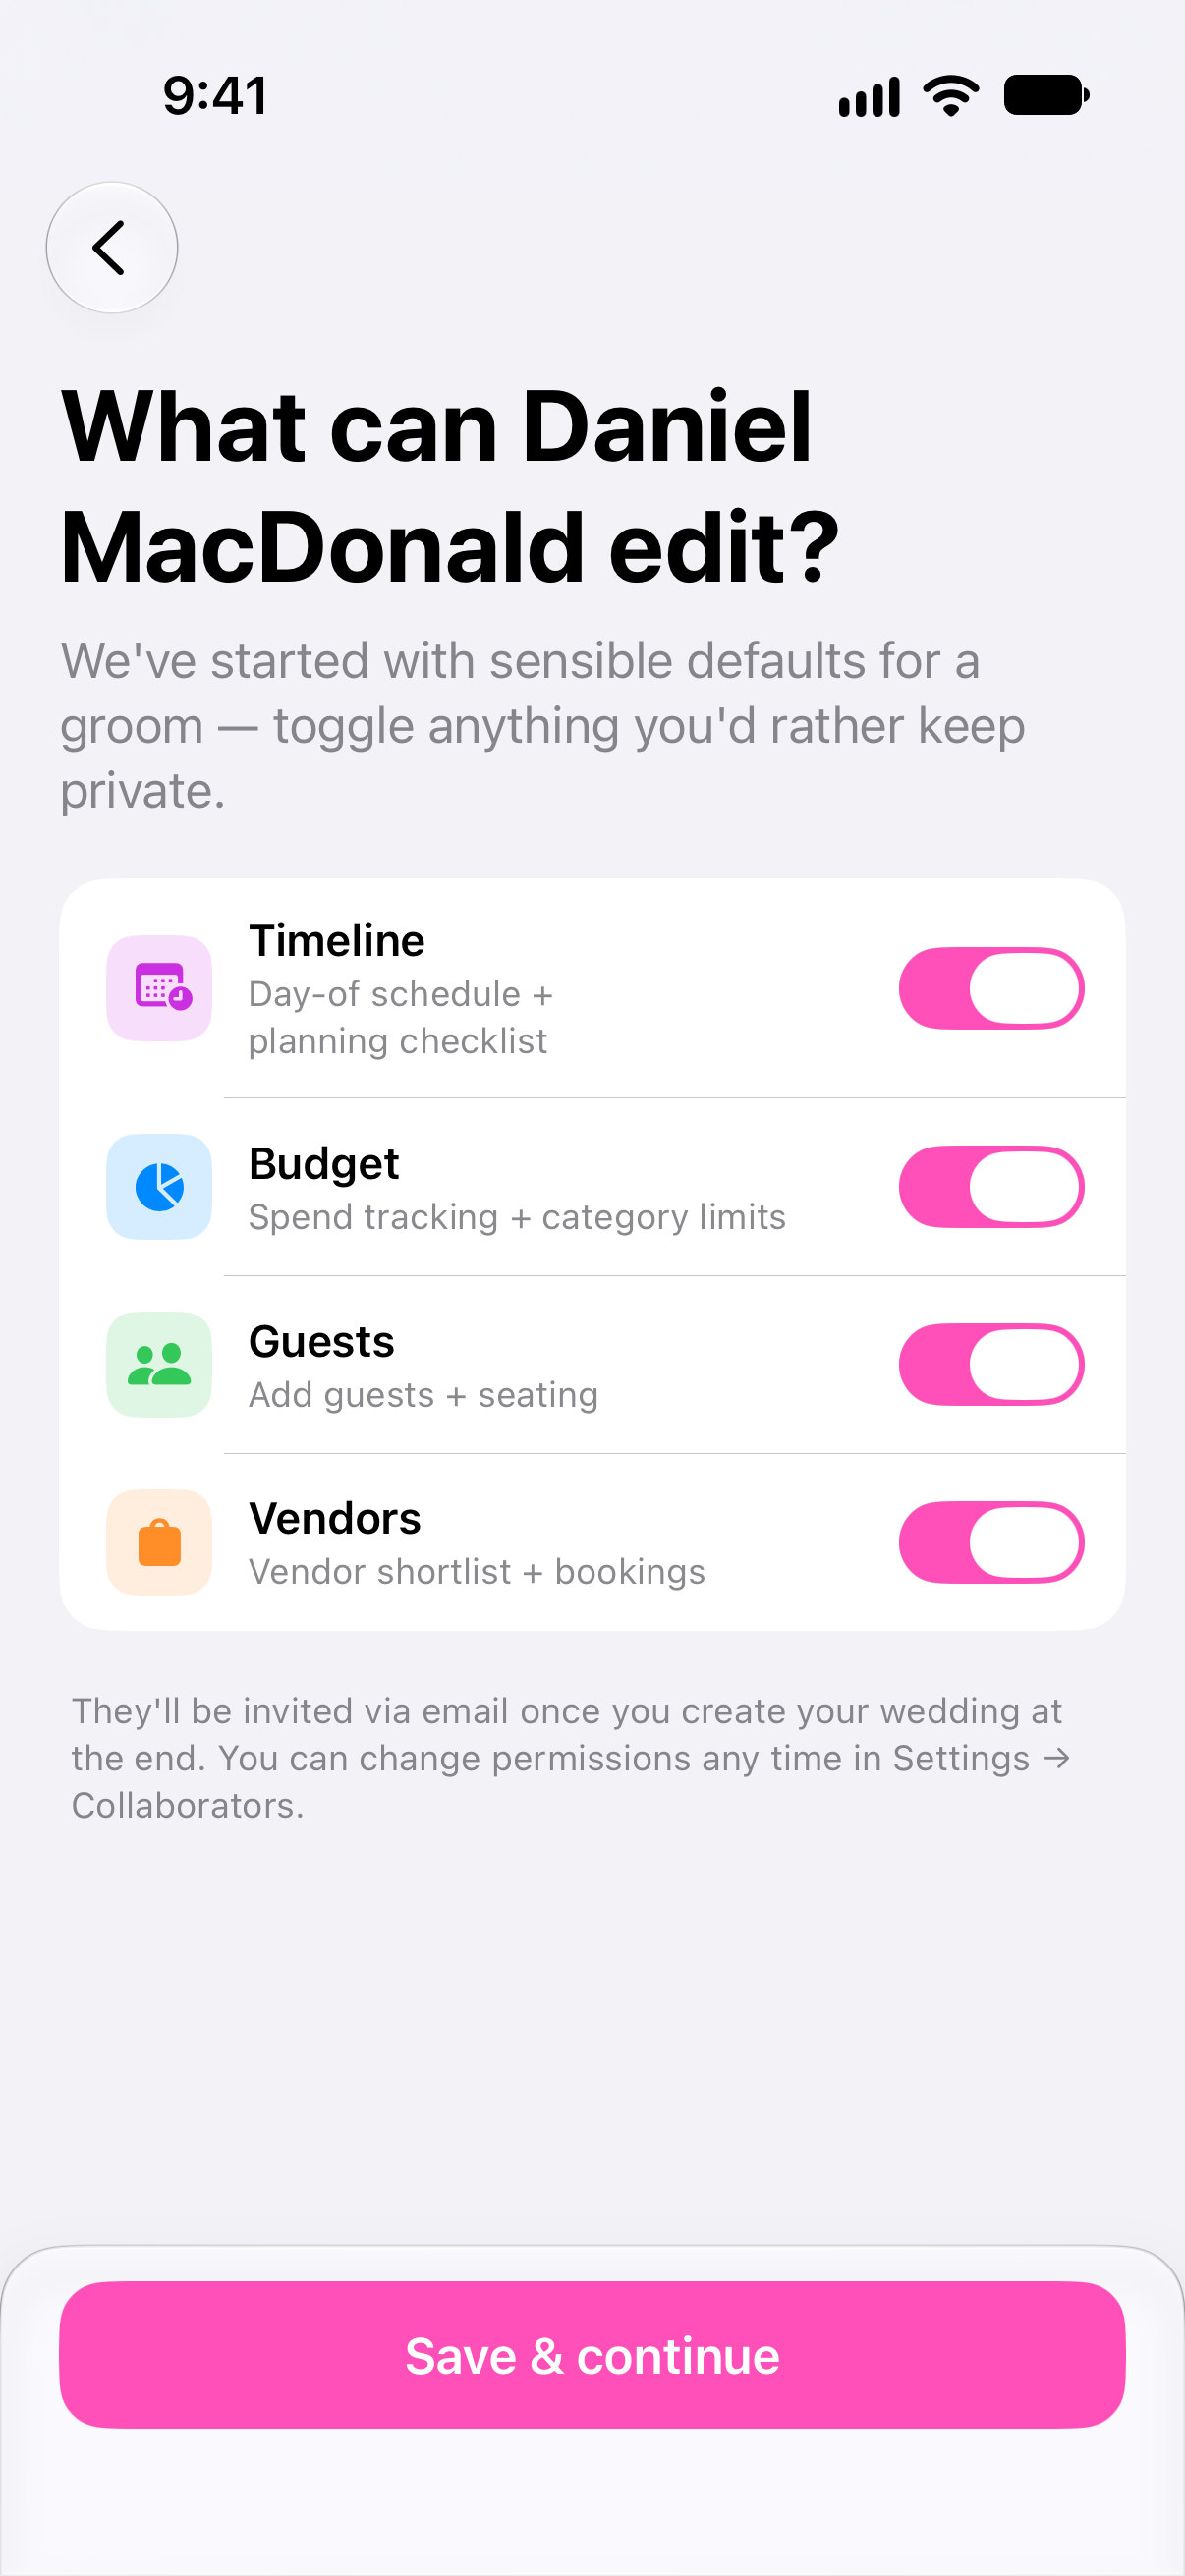 9:41
What can Daniel
MacDonald edit?
We've started with sensible defaults for a
groom — toggle anything you'd rather keep
private.
Timeline
Day-of schedule +
planning checklist
Budget
Spend tracking + category limits
Guests
Add guests + seating
Vendors
Vendor shortlist + bookings
They'll be invited via email once you create your wedding at
the end. You can change permissions any time in Settings →
Collaborators.
Save & continue